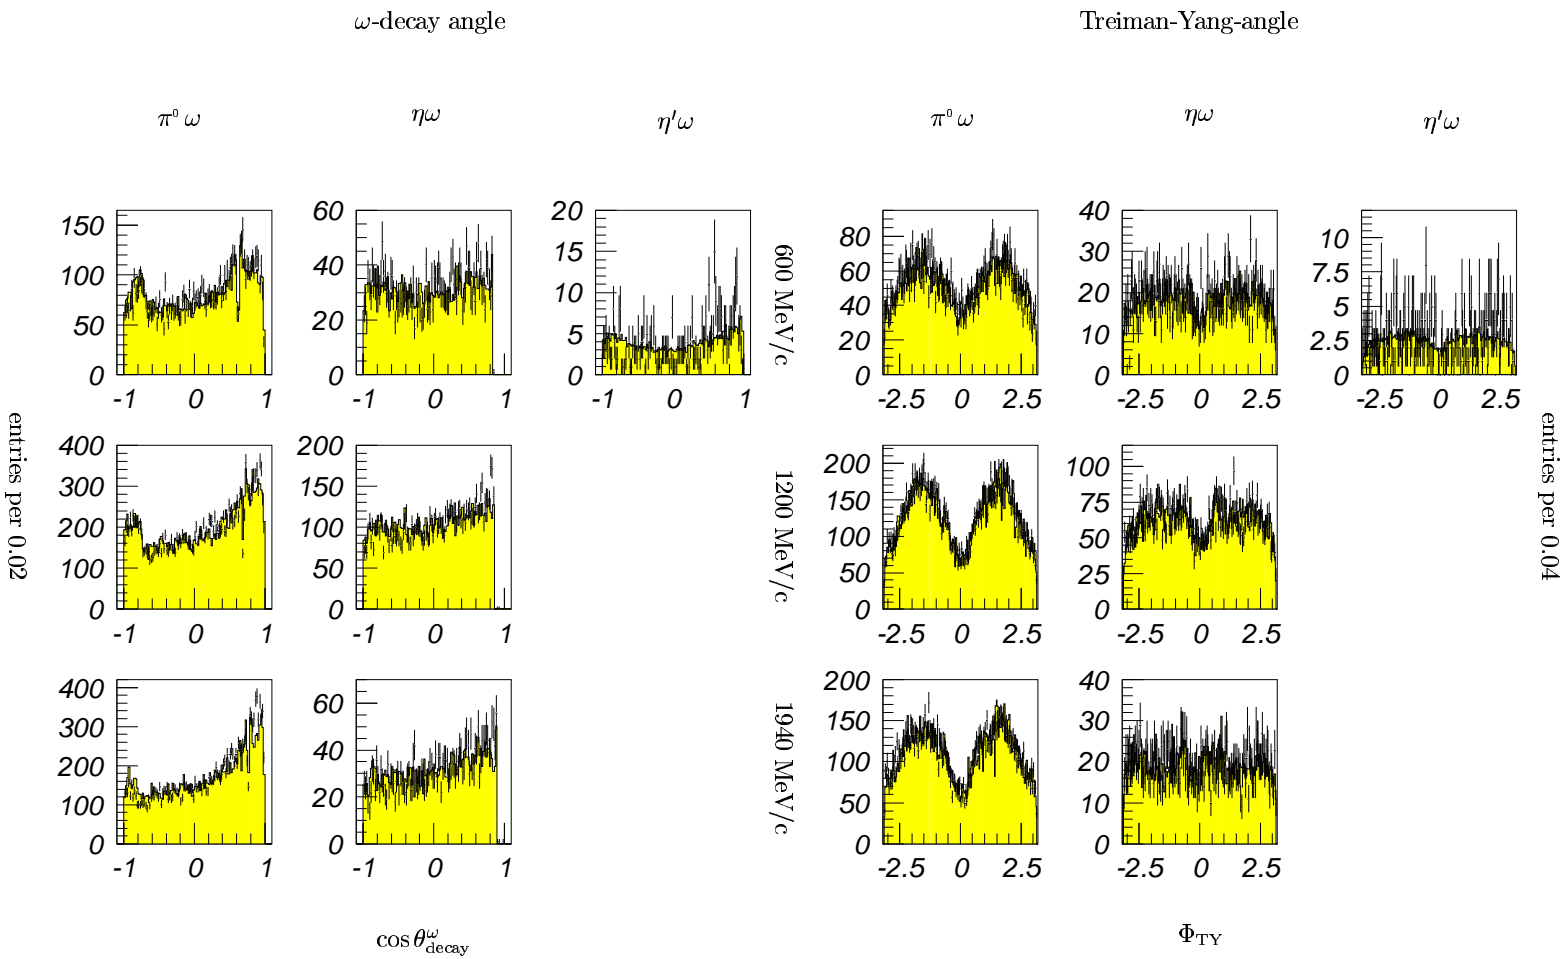 ω-decay angle Treiman-Yang-angle
π⁰ω ηω η′ω π⁰ω ηω η′ω
150 100 50 0 -1 0 1
60 40 20 0 -1 0 1
20 15 10 5 0 -1 0 1
600 MeV/c
80 60 40 20 0 -2.5 0 2.5
40 30 20 10 0 -2.5 0 2.5
10 7.5 5 2.5 0 -2.5 0 2.5
entries per 0.02
400 300 200 100 0 -1 0 1
200 150 100 50 0 -1 0 1
1200 MeV/c
200 150 100 50 0 -2.5 0 2.5
100 75 50 25 0 -2.5 0 2.5
entries per 0.04
400 300 200 100 0 -1 0 1
60 40 20 0 -1 0 1
1940 MeV/c
200 150 100 50 0 -2.5 0 2.5
40 30 20 10 0 -2.5 0 2.5
cos θ^ω_decay Φ_TY